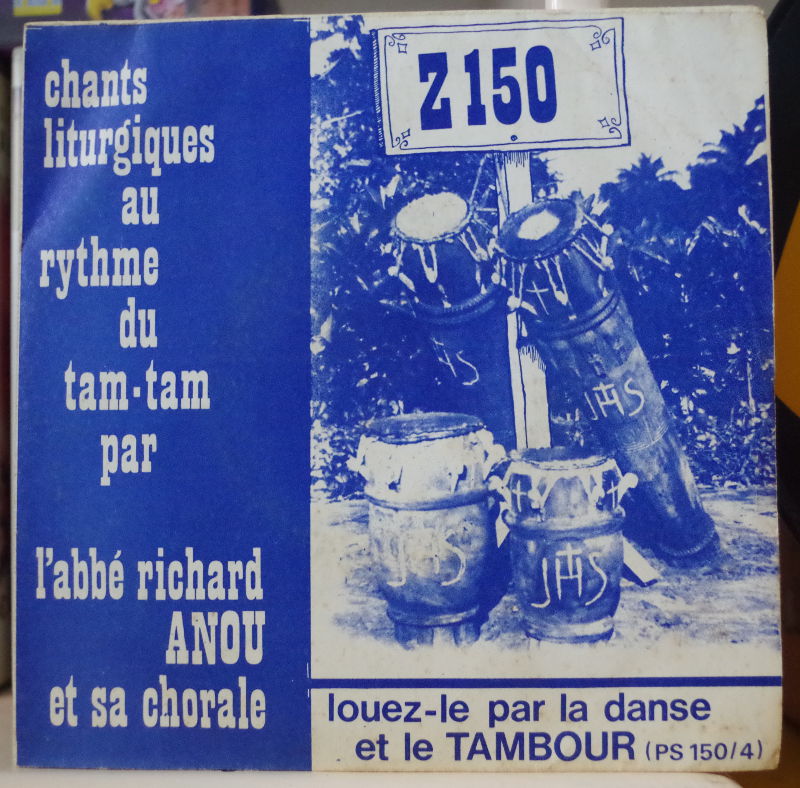 chants
liturgiques
au
rythme
du
tam-tam
par
l'abbé richard
ANOU
et sa chorale
Z 150
JHS
JHS
JHS
JHS
louez-le par la danse
et le TAMBOUR (PS 150/4)